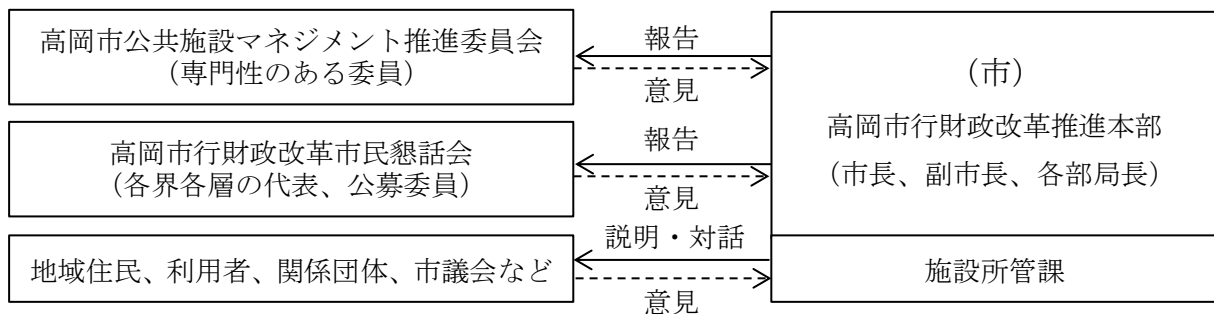 高岡市公共施設マネジメント推進委員会
（専門性のある委員）
報告
意見
高岡市行財政改革市民懇話会
（各界各層の代表、公募委員）
報告
意見
地域住民、利用者、関係団体、市議会など
説明・対話
意見
（市）
高岡市行財政改革推進本部
（市長、副市長、各部局長）
施設所管課